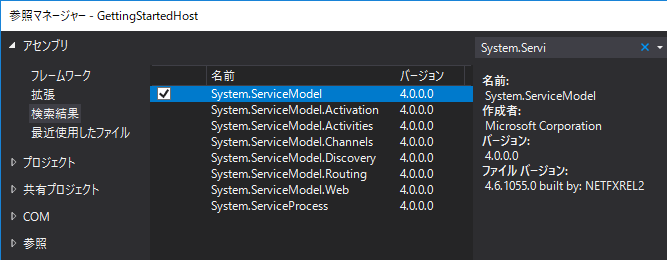 参照マネージャー - GettingStartedHost
アセンブリ
System.Servi
フレームワーク
拡張
検索結果
最近使用したファイル
プロジェクト
共有プロジェクト
COM
参照
名前 バージョン
System.ServiceModel 4.0.0.0
System.ServiceModel.Activation 4.0.0.0
System.ServiceModel.Activities 4.0.0.0
System.ServiceModel.Channels 4.0.0.0
System.ServiceModel.Discovery 4.0.0.0
System.ServiceModel.Routing 4.0.0.0
System.ServiceModel.Web 4.0.0.0
System.ServiceProcess 4.0.0.0
名前:
System.ServiceModel
作成者:
Microsoft Corporation
バージョン:
4.0.0.0
ファイル バージョン:
4.6.1055.0 built by: NETFXREL2